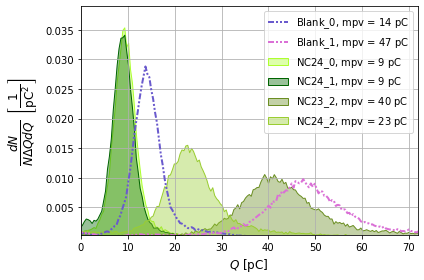 0.035
0.030
0.025
0.020
0.015
0.010
0.005
0 10 20 30 40 50 60 70
Q [pC]
dN/NΔQdQ [1/pC²]
Blank_0, mpv = 14 pC
Blank_1, mpv = 47 pC
NC24_0, mpv = 9 pC
NC24_1, mpv = 9 pC
NC23_2, mpv = 40 pC
NC24_2, mpv = 23 pC